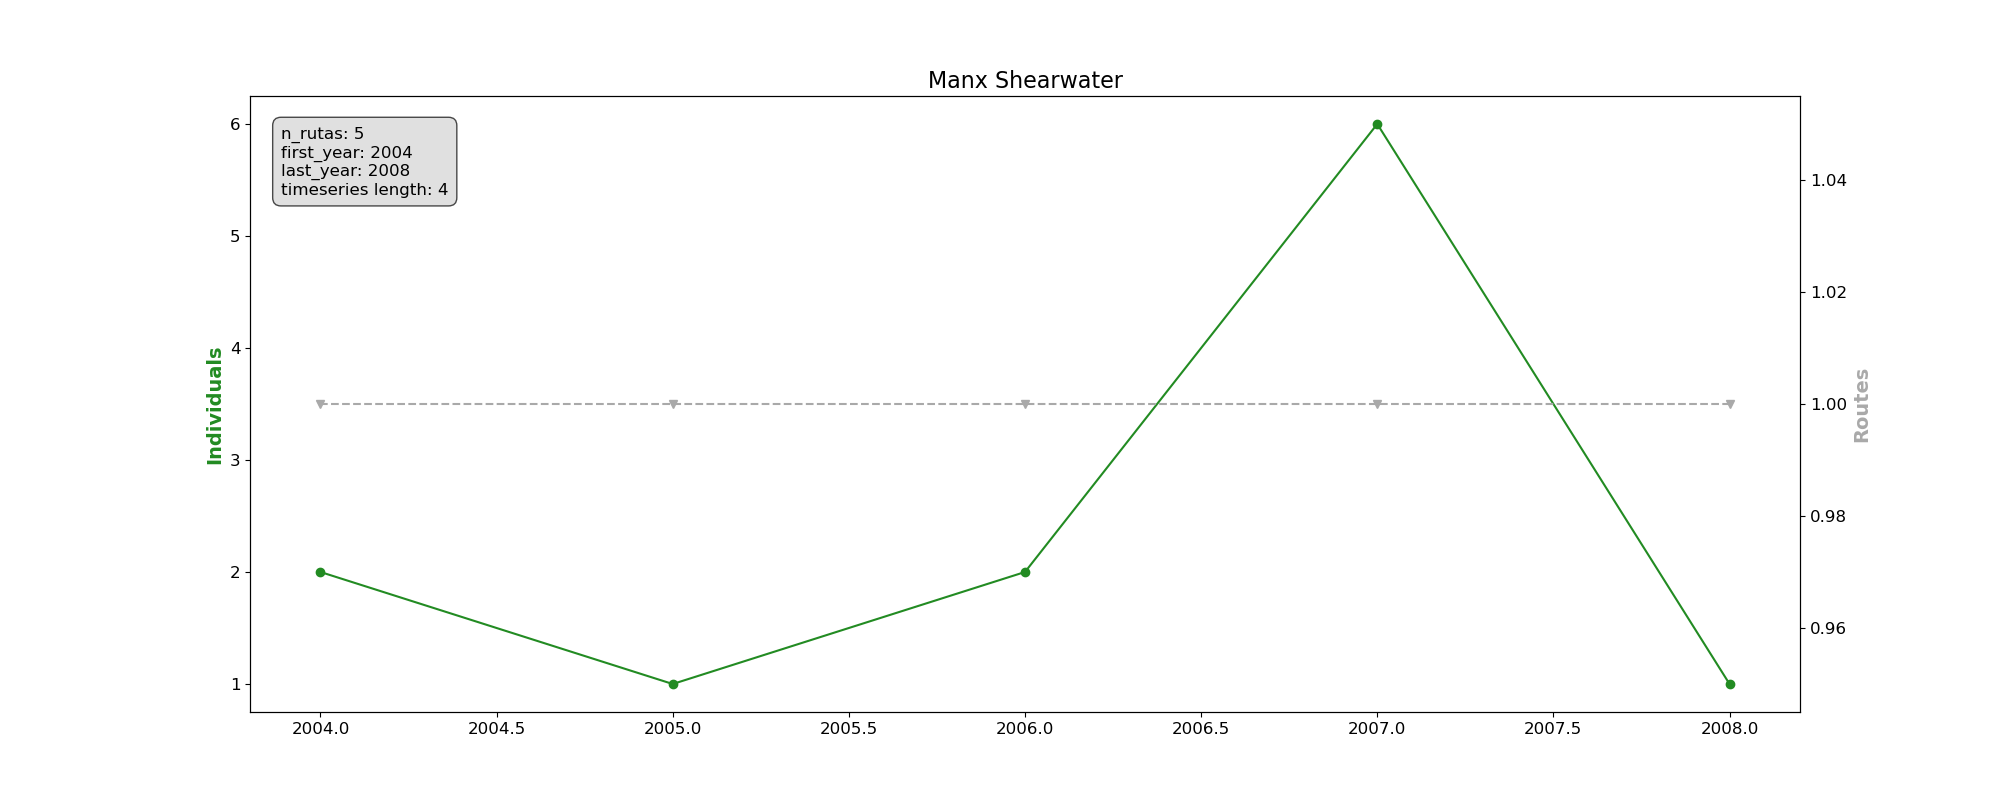 Manx Shearwater
n_rutas: 5
first_year: 2004
last_year: 2008
timeseries length: 4
Individuals
6
5
4
3
2
1
1.04
1.02
1.00
0.98
0.96
Routes
2004.0 2004.5 2005.0 2005.5 2006.0 2006.5 2007.0 2007.5 2008.0